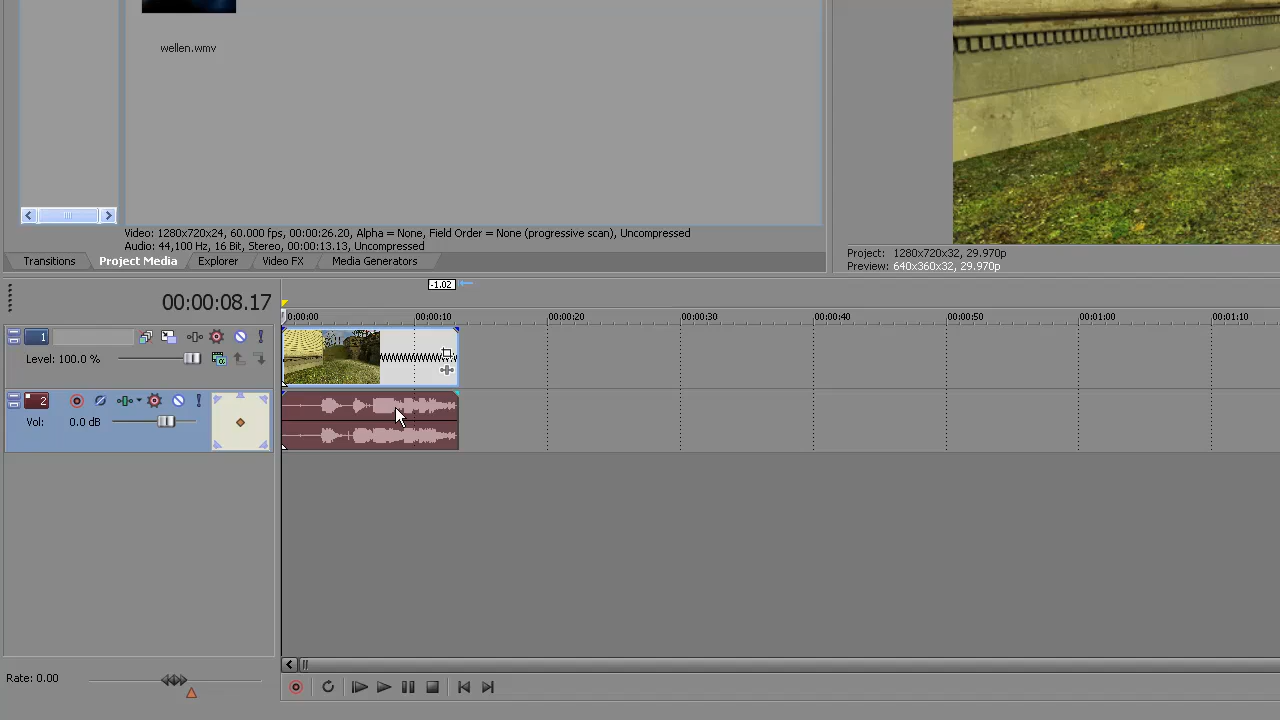 wellen.wmv
Video: 1280x720x24, 60.000 fps, 00:00:26.20, Alpha = None, Field Order = None (progressive scan), Uncompressed
Audio: 44,100 Hz, 16 Bit, Stereo, 00:00:13.13, Uncompressed
Transitions Project Media Explorer Video FX Media Generators
Project: 1280x720x32, 29.970p
Preview: 640x360x32, 29.970p
-1.02
00:00:08.17
0:00:00 00:00:10 00:00:20 00:00:30 00:00:40 00:00:50 00:01:00 00:01:10
1
Level: 100.0 %
2
Vol: 0.0 dB
Rate: 0.00